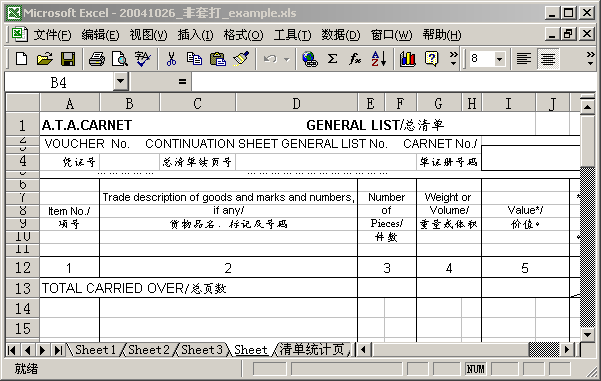 Microsoft Excel - 20041026_非套打_example.xls
文件(F) 编辑(E) 视图(V) 插入(I) 格式(O) 工具(T) 数据(D) 窗口(W) 帮助(H)
Σ fx 8
B4 =
A B C D E F G H I J
1 A.T.A.CARNET GENERAL LIST/总清单
2
3 VOUCHER No. CONTINUATION SHEET GENERAL LIST No. CARNET No./
4 凭证号 总清单续页号 单证册号码
5
6
7 Trade description of goods and marks and numbers, Number Weight or
8 Item No./ if any/ of Volume/ Value*/
9 项号 货物品名、标记及号码 Pieces/ 重量或体积 价值*
10 件数
11
12 1 2 3 4 5
13 TOTAL CARRIED OVER/总页数
14
15
Sheet1 Sheet2 Sheet3 Sheet 清单统计页
就绪 NUM